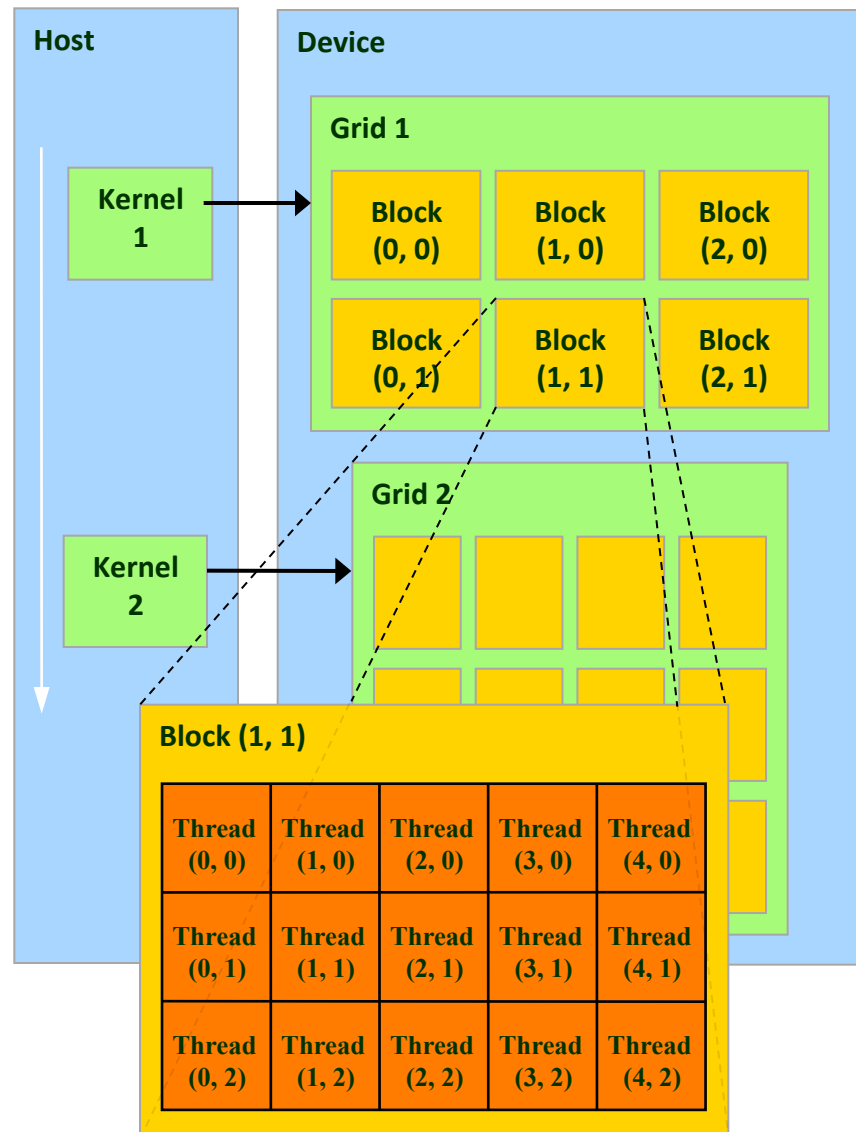 Host
Device
Grid 1
Kernel
1
Block
(0, 0)
Block
(1, 0)
Block
(2, 0)
Block
(0, 1)
Block
(1, 1)
Block
(2, 1)
Grid 2
Kernel
2
Block (1, 1)
Thread
(0, 0)
Thread
(1, 0)
Thread
(2, 0)
Thread
(3, 0)
Thread
(4, 0)
Thread
(0, 1)
Thread
(1, 1)
Thread
(2, 1)
Thread
(3, 1)
Thread
(4, 1)
Thread
(0, 2)
Thread
(1, 2)
Thread
(2, 2)
Thread
(3, 2)
Thread
(4, 2)